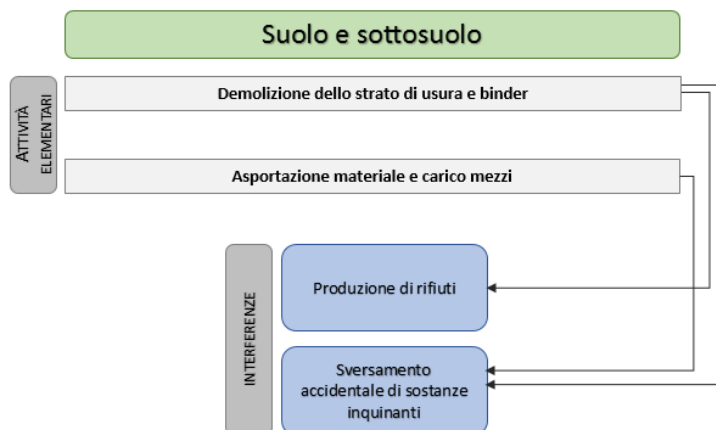 Suolo e sottosuolo
ATTIVITÀ
ELEMENTARI
Demolizione dello strato di usura e binder
Asportazione materiale e carico mezzi
INTERFERENZE
Produzione di rifiuti
Sversamento
accidentale di sostanze
inquinanti